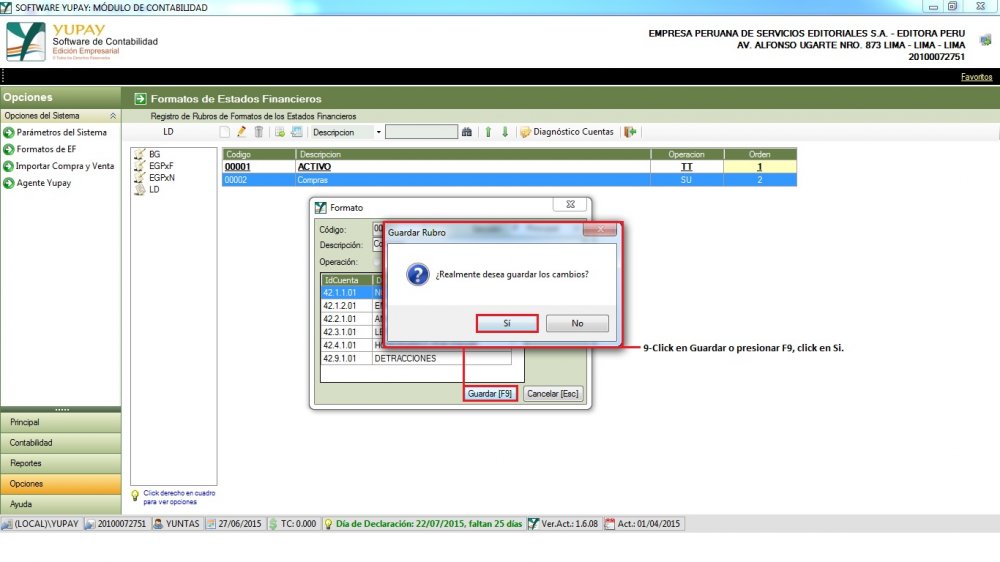 SOFTWARE YUPAY: MÓDULO DE CONTABILIDAD
YUPAY
Software de Contabilidad
Edición Empresarial
EMPRESA PERUANA DE SERVICIOS EDITORIALES S.A. - EDITORA PERU
AV. ALFONSO UGARTE NRO. 873 LIMA - LIMA - LIMA
20100072751
Favoritos
Opciones
Formatos de Estados Financieros
Opciones del Sistema
Registro de Rubros de Formatos de los Estados Financieros
Parámetros del Sistema
LD
Descripcion
Diagnóstico Cuentas
Formatos de EF
Importar Compra y Venta
Agente Yupay
BG
EGPxF
EGPxN
LD
Codigo Descripcion Operacion Orden
00001 ACTIVO TT 1
00002 Compras SU 2
Formato
Código:
Descripción:
Operación:
IdCuenta
42.1.1.01
42.1.2.01
42.2.1.01
42.3.1.01
42.4.1.01
42.9.1.01 DETRACCIONES
Guardar Rubro
¿Realmente desea guardar los cambios?
Sí No
9-Click en Guardar o presionar F9, click en Si.
Guardar [F9] Cancelar [Esc]
Principal
Contabilidad
Reportes
Opciones
Ayuda
Click derecho en cuadro
para ver opciones
(LOCAL)\YUPAY 20100072751 YUNTAS 27/06/2015 TC: 0.000 Día de Declaración: 22/07/2015, faltan 25 días Ver.Act.: 1.6.08 Act.: 01/04/2015